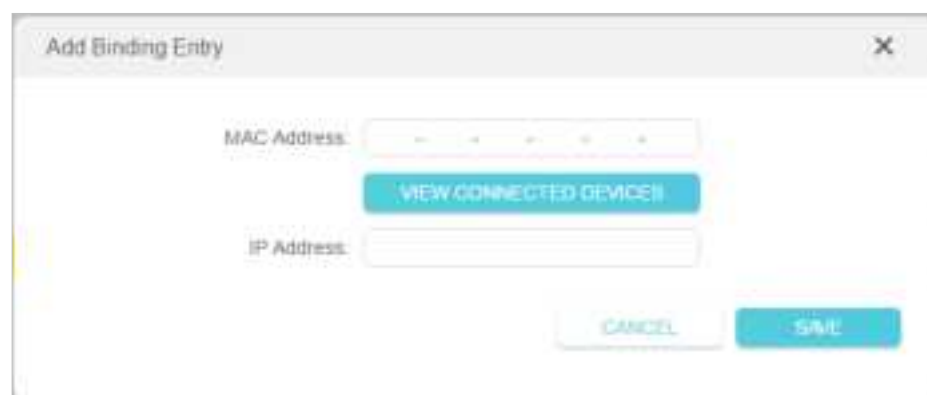 Add Binding Entry ×
MAC Address: - - - - -
VIEW CONNECTED DEVICES
IP Address:
CANCEL SAVE